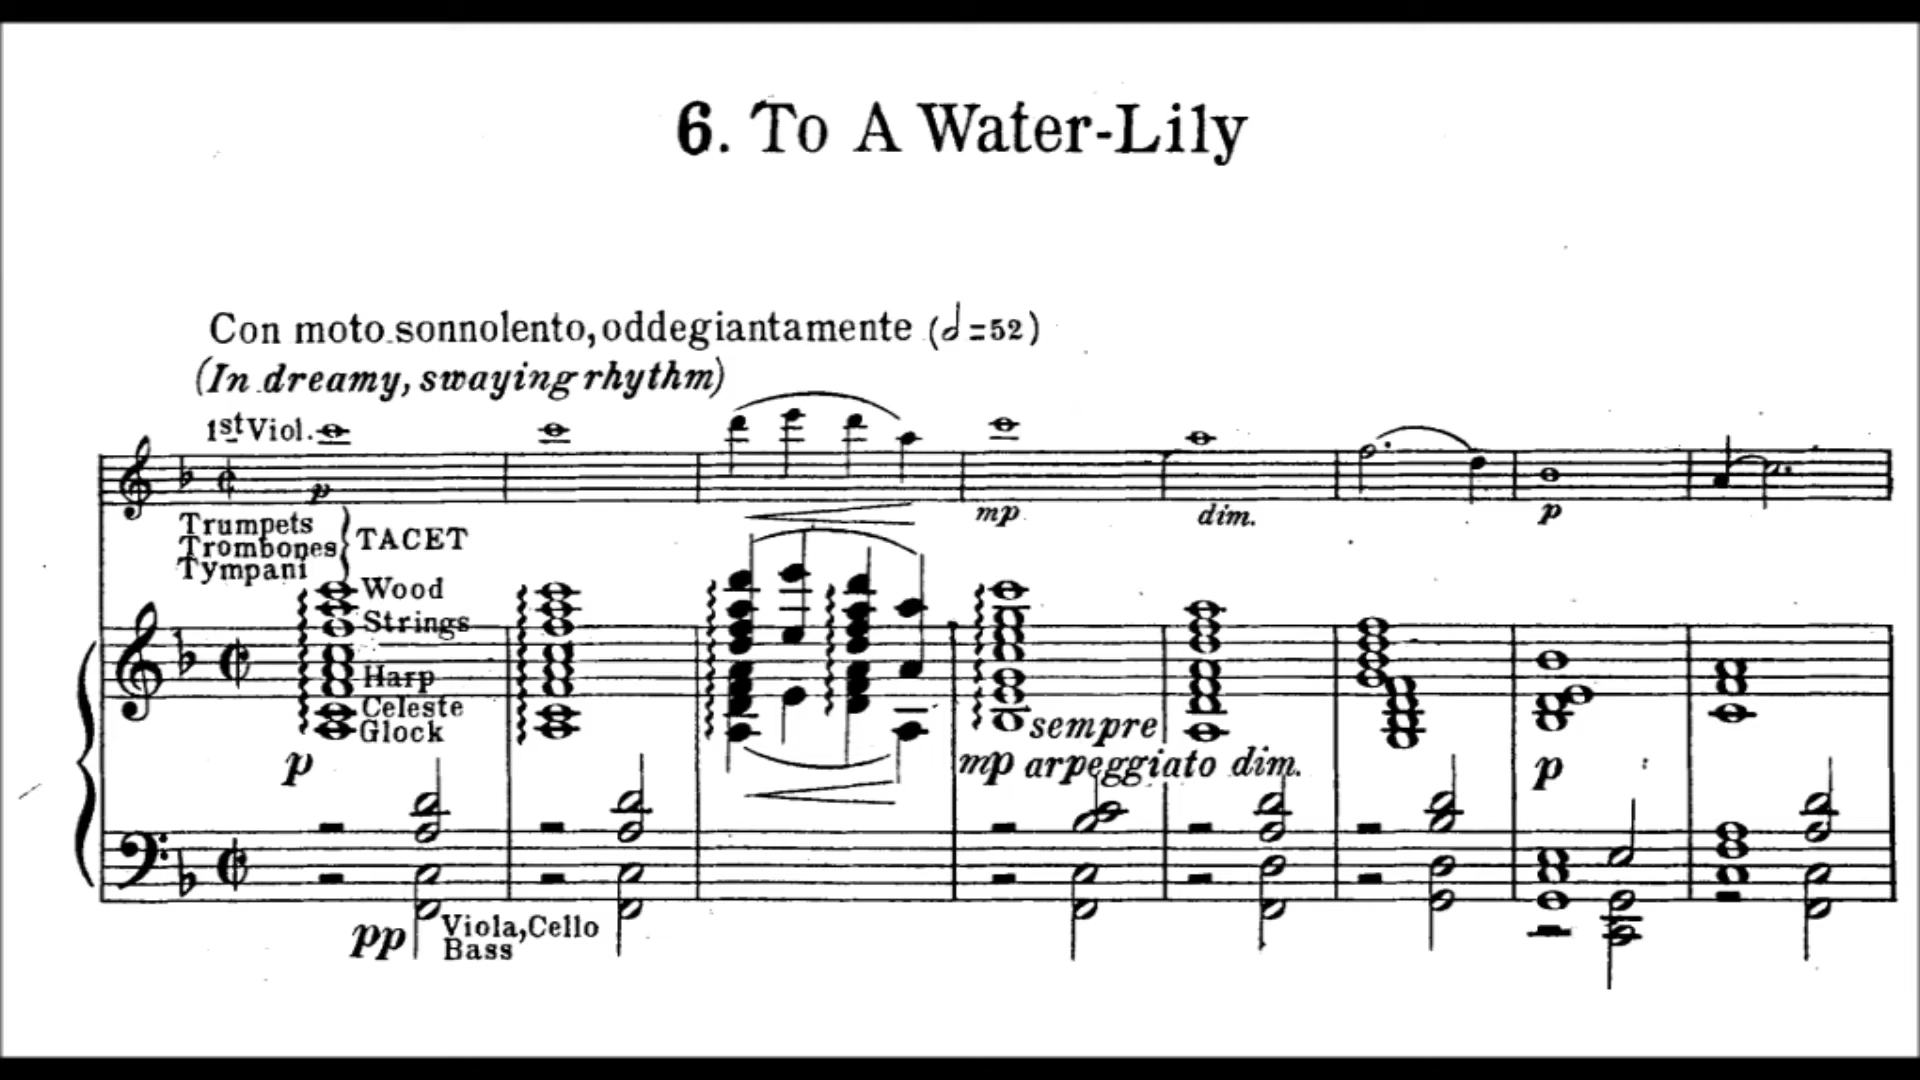 6. To A Water-Lily
Con moto sonnolento, oddegiantamente (𝅗𝅥 = 52)
(In dreamy, swaying rhythm)
1st Viol.
p
mp
dim.
p
Trumpets
Trombones
Tympani
TACET
Wood
Strings
Harp
Celeste
Glock
p
sempre
mp arpeggiato dim.
p
pp
Viola, Cello
Bass